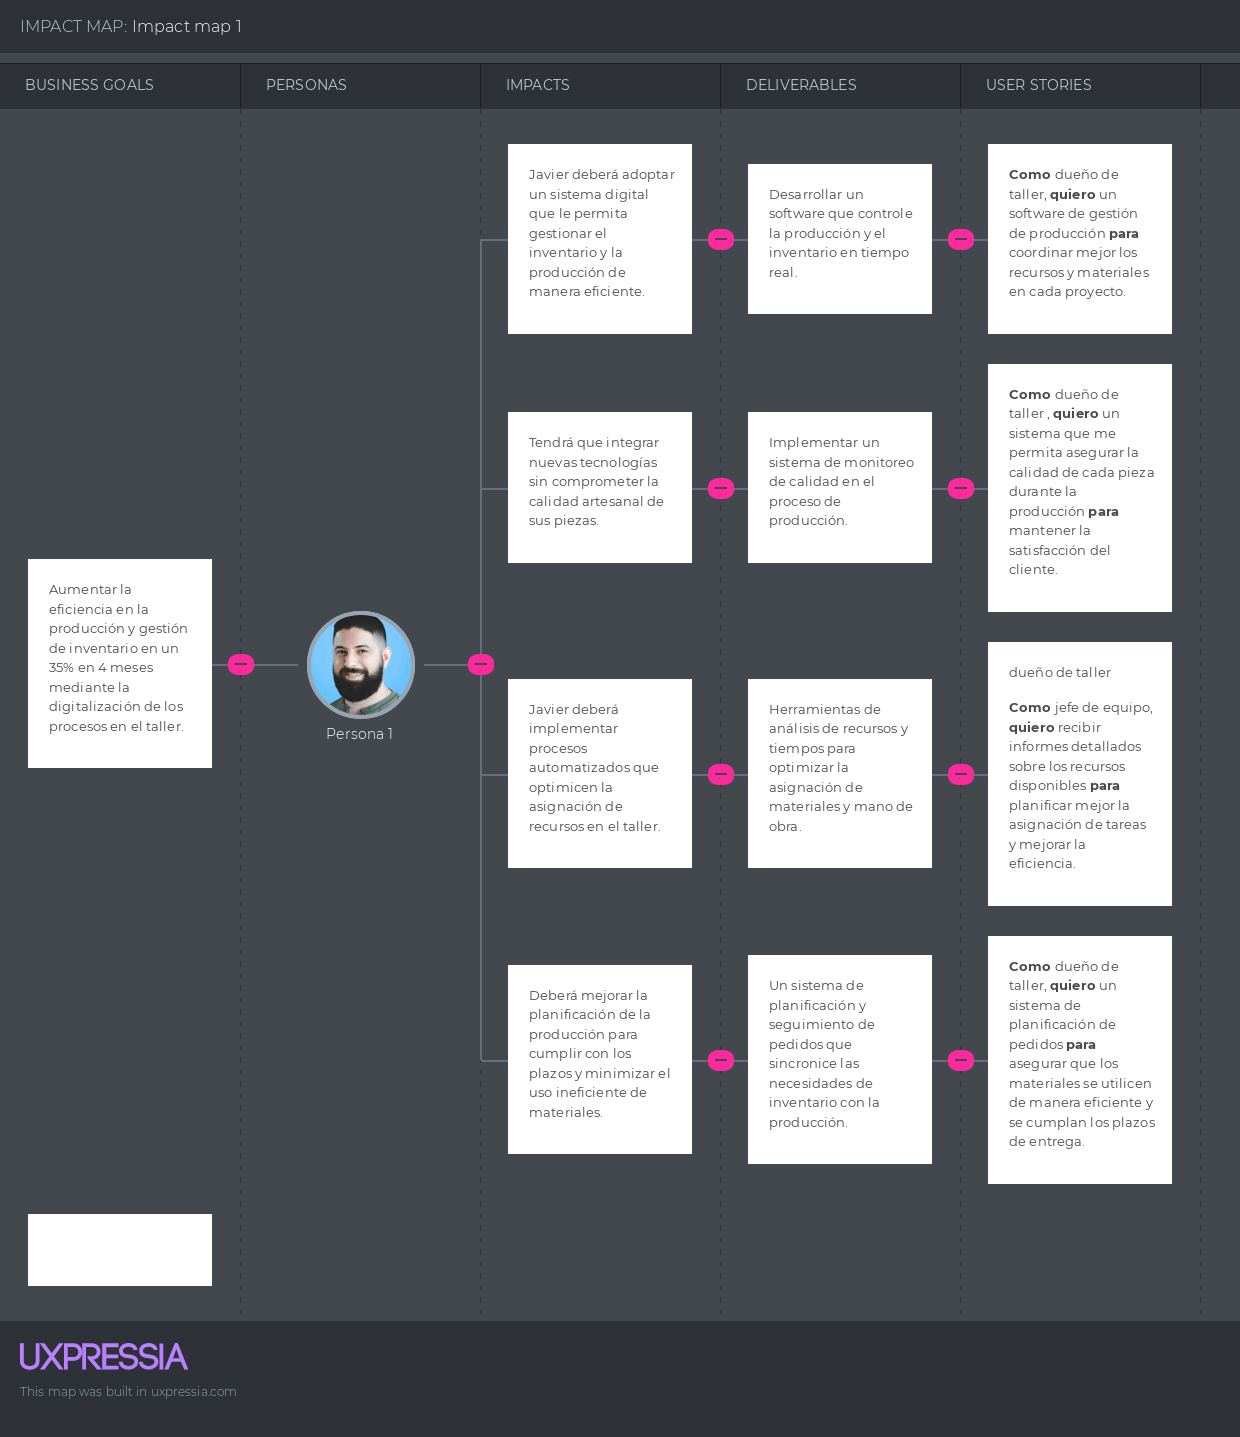 IMPACT MAP: Impact map 1
BUSINESS GOALS
PERSONAS
IMPACTS
DELIVERABLES
USER STORIES
Aumentar la
eficiencia en la
producción y gestión
de inventario en un
35% en 4 meses
mediante la
digitalización de los
procesos en el taller.
Persona 1
Javier deberá adoptar
un sistema digital
que le permita
gestionar el
inventario y la
producción de
manera eficiente.
Desarrollar un
software que controle
la producción y el
inventario en tiempo
real.
Como dueño de
taller, quiero un
software de gestión
de producción para
coordinar mejor los
recursos y materiales
en cada proyecto.
Tendrá que integrar
nuevas tecnologías
sin comprometer la
calidad artesanal de
sus piezas.
Implementar un
sistema de monitoreo
de calidad en el
proceso de
producción.
Como dueño de
taller , quiero un
sistema que me
permita asegurar la
calidad de cada pieza
durante la
producción para
mantener la
satisfacción del
cliente.
Javier deberá
implementar
procesos
automatizados que
optimicen la
asignación de
recursos en el taller.
Herramientas de
análisis de recursos y
tiempos para
optimizar la
asignación de
materiales y mano de
obra.
dueño de taller
Como jefe de equipo,
quiero recibir
informes detallados
sobre los recursos
disponibles para
planificar mejor la
asignación de tareas
y mejorar la
eficiencia.
Deberá mejorar la
planificación de la
producción para
cumplir con los
plazos y minimizar el
uso ineficiente de
materiales.
Un sistema de
planificación y
seguimiento de
pedidos que
sincronice las
necesidades de
inventario con la
producción.
Como dueño de
taller, quiero un
sistema de
planificación de
pedidos para
asegurar que los
materiales se utilicen
de manera eficiente y
se cumplan los plazos
de entrega.
UXPRESSIA
This map was built in uxpressia.com